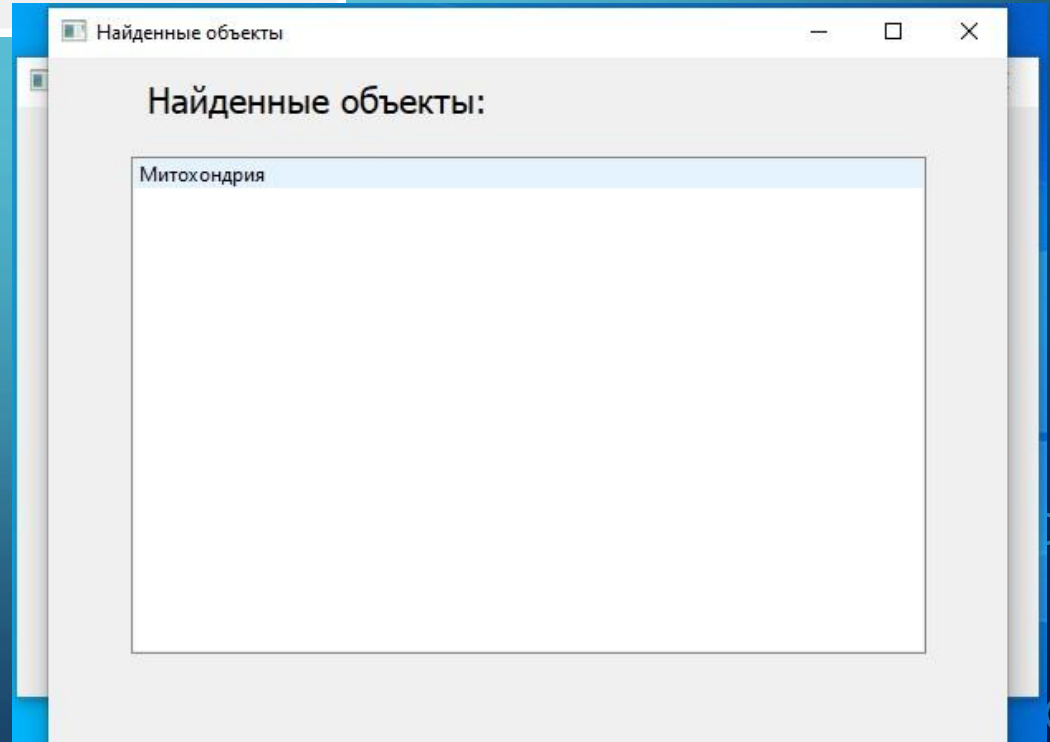 Найденные объекты
Найденные объекты:
Митохондрия